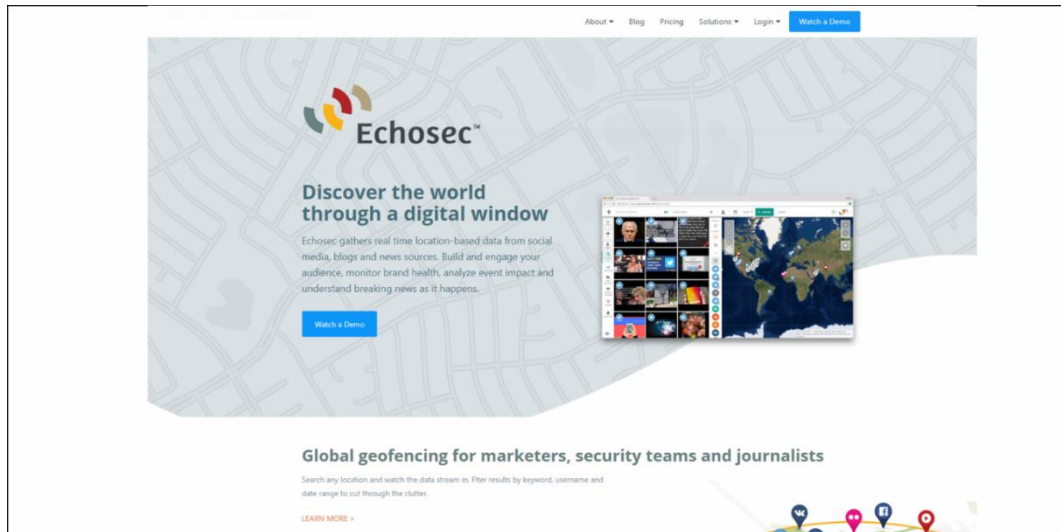 About Blog Pricing Solutions Login Watch a Demo
Echosec™
Discover the world
through a digital window
Echosec gathers real time location-based data from social
media, blogs and news sources. Build and engage your
audience, monitor brand health, analyze event impact and
understand breaking news as it happens.
Watch a Demo
Global geofencing for marketers, security teams and journalists
Search any location and watch the data stream in. Fiter results by keyword, username and
date range to cut through the clutter.
LEARN MORE >